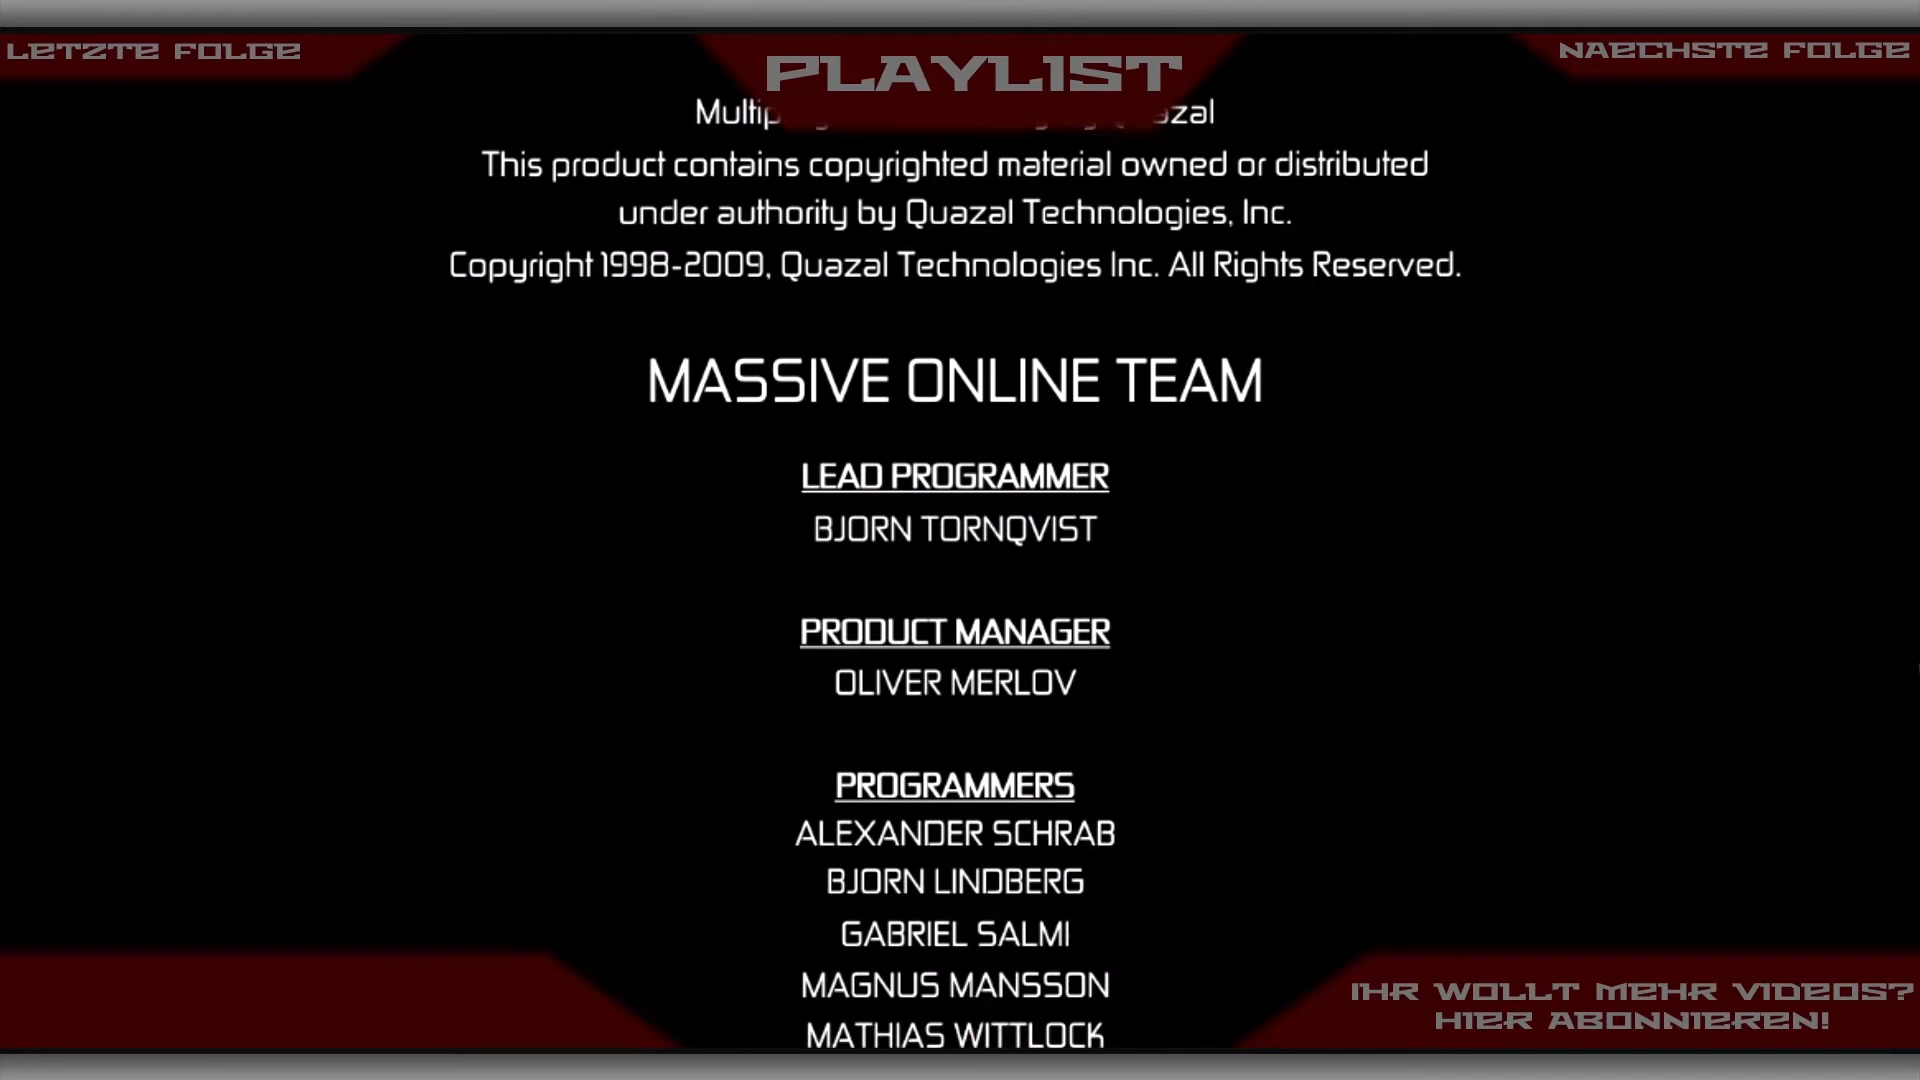 LETZTE FOLGE
PLAYLIST
NAECHSTE FOLGE
This product contains copyrighted material owned or distributed
under authority by Quazal Technologies, Inc.
Copyright 1998-2009, Quazal Technologies Inc. All Rights Reserved.
MASSIVE ONLINE TEAM
LEAD PROGRAMMER
BJORN TORNQVIST
PRODUCT MANAGER
OLIVER MERLOV
PROGRAMMERS
ALEXANDER SCHRAB
BJORN LINDBERG
GABRIEL SALMI
MAGNUS MANSSON
MATHIAS WITTLOCK
IHR WOLLT MEHR VIDEOS?
HIER ABONNIEREN!